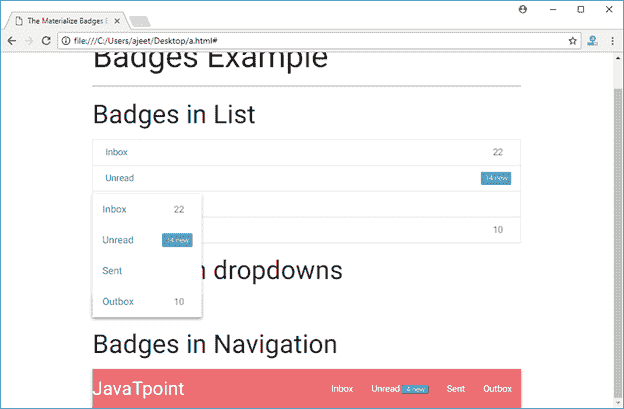 The Materialize Badges
file:///C:/Users/ajeet/Desktop/a.html#
Badges Example
Badges in List
Inbox 22
Unread 14 new
10
Inbox 22
Unread 14 new
Sent
Outbox 10
dropdowns
Badges in Navigation
JavaTpoint Inbox Unread 4 new Sent Outbox